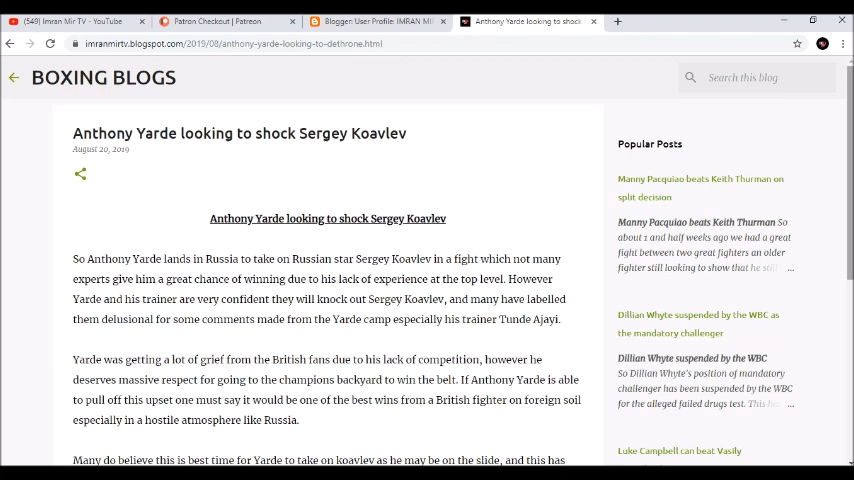 (549) Imran Mir TV - YouTube
Patron Checkout | Patreon
Bloggen User Profile: IMRAN MI
Anthony Yarde looking to shock
imranmirtv.blogspot.com/2019/08/anthony-yarde-looking-to-dethrone.html
BOXING BLOGS
Search this blog
Anthony Yarde looking to shock Sergey Koavlev
August 20, 2019
Anthony Yarde looking to shock Sergey Koavlev
So Anthony Yarde lands in Russia to take on Russian star Sergey Koavlev in a fight which not many
experts give him a great chance of winning due to his lack of experience at the top level. However
Yarde and his trainer are very confident they will knock out Sergey Koavlev, and many have labelled
them delusional for some comments made from the Yarde camp especially his trainer Tunde Ajayi.
Yarde was getting a lot of grief from the British fans due to his lack of competition, however he
deserves massive respect for going to the champions backyard to win the belt. If Anthony Yarde is able
to pull off this upset one must say it would be one of the best wins from a British fighter on foreign soil
especially in a hostile atmosphere like Russia.
Many do believe this is best time for Yarde to take on koavlev as he may be on the slide, and this has
Popular Posts
Manny Pacquiao beats Keith Thurman on
split decision
Manny Pacquiao beats Keith Thurman So
about 1 and half weeks ago we had a great
fight between two great fighters an older
fighter still looking to show that he still ...
Dillian Whyte suspended by the WBC as
the mandatory challenger
Dillian Whyte suspended by the WBC
So Dillian Whyte's position of mandatory
challenger has been suspended by the WBC
for the alleged failed drugs test. This ...
Luke Campbell can beat Vasily